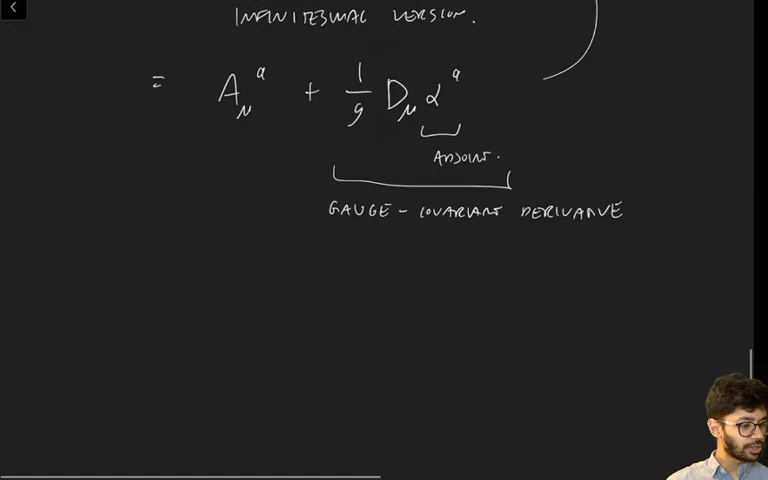 INFINITESIMAL VERSION.
= A_μ^a + 1/g D_μ α^a
ADJOINT.
GAUGE - COVARIANT DERIVATIVE